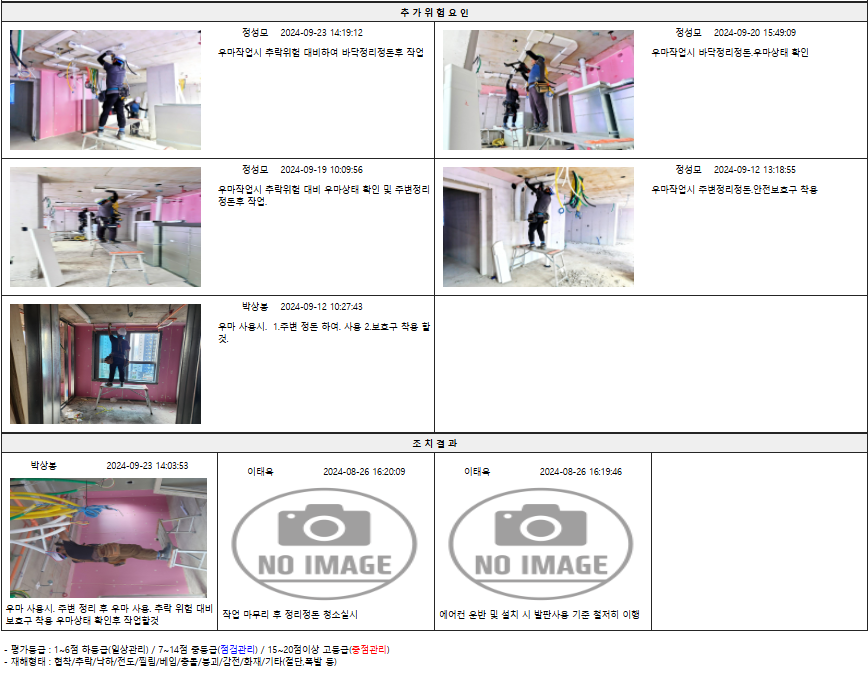 추 가 위 험 요 인
정성모 2024-09-23 14:19:12
우마작업시 추락위험 대비하여 바닥정리정돈후 작업
정성모 2024-09-20 15:49:09
우마작업시 바닥정리정돈.우마상태 확인
정성모 2024-09-19 10:09:56
우마작업시 추락위험 대비 우마상태 확인 및 주변정리
정돈후 작업.
정성모 2024-09-12 13:18:55
우마작업시 주변정리정돈.안전보호구 착용
박상봉 2024-09-12 10:27:43
우마 사용시. 1.주변 정돈 하여. 사용 2.보호구 착용 할
것.
조 치 결 과
박상봉 2024-09-23 14:03:53
우마 사용시. 주변 정리 후 우마 사용. 추락 위험 대비
보호구 착용 우마상태 확인후 작업할것
이태욱 2024-08-26 16:20:09
NO IMAGE
작업 마무리 후 정리정돈 청소실시
이태욱 2024-08-26 16:19:46
NO IMAGE
에어컨 운반 및 설치 시 발판사용 기준 철저히 이행
- 평가등급 : 1~6점 하등급(일상관리) / 7~14점 중등급(점검관리) / 15~20점이상 고등급(중점관리)
- 재해형태 : 협착/추락/낙하/전도/찔림/베임/충돌/붕괴/감전/화재/기타(절단,폭발 등)